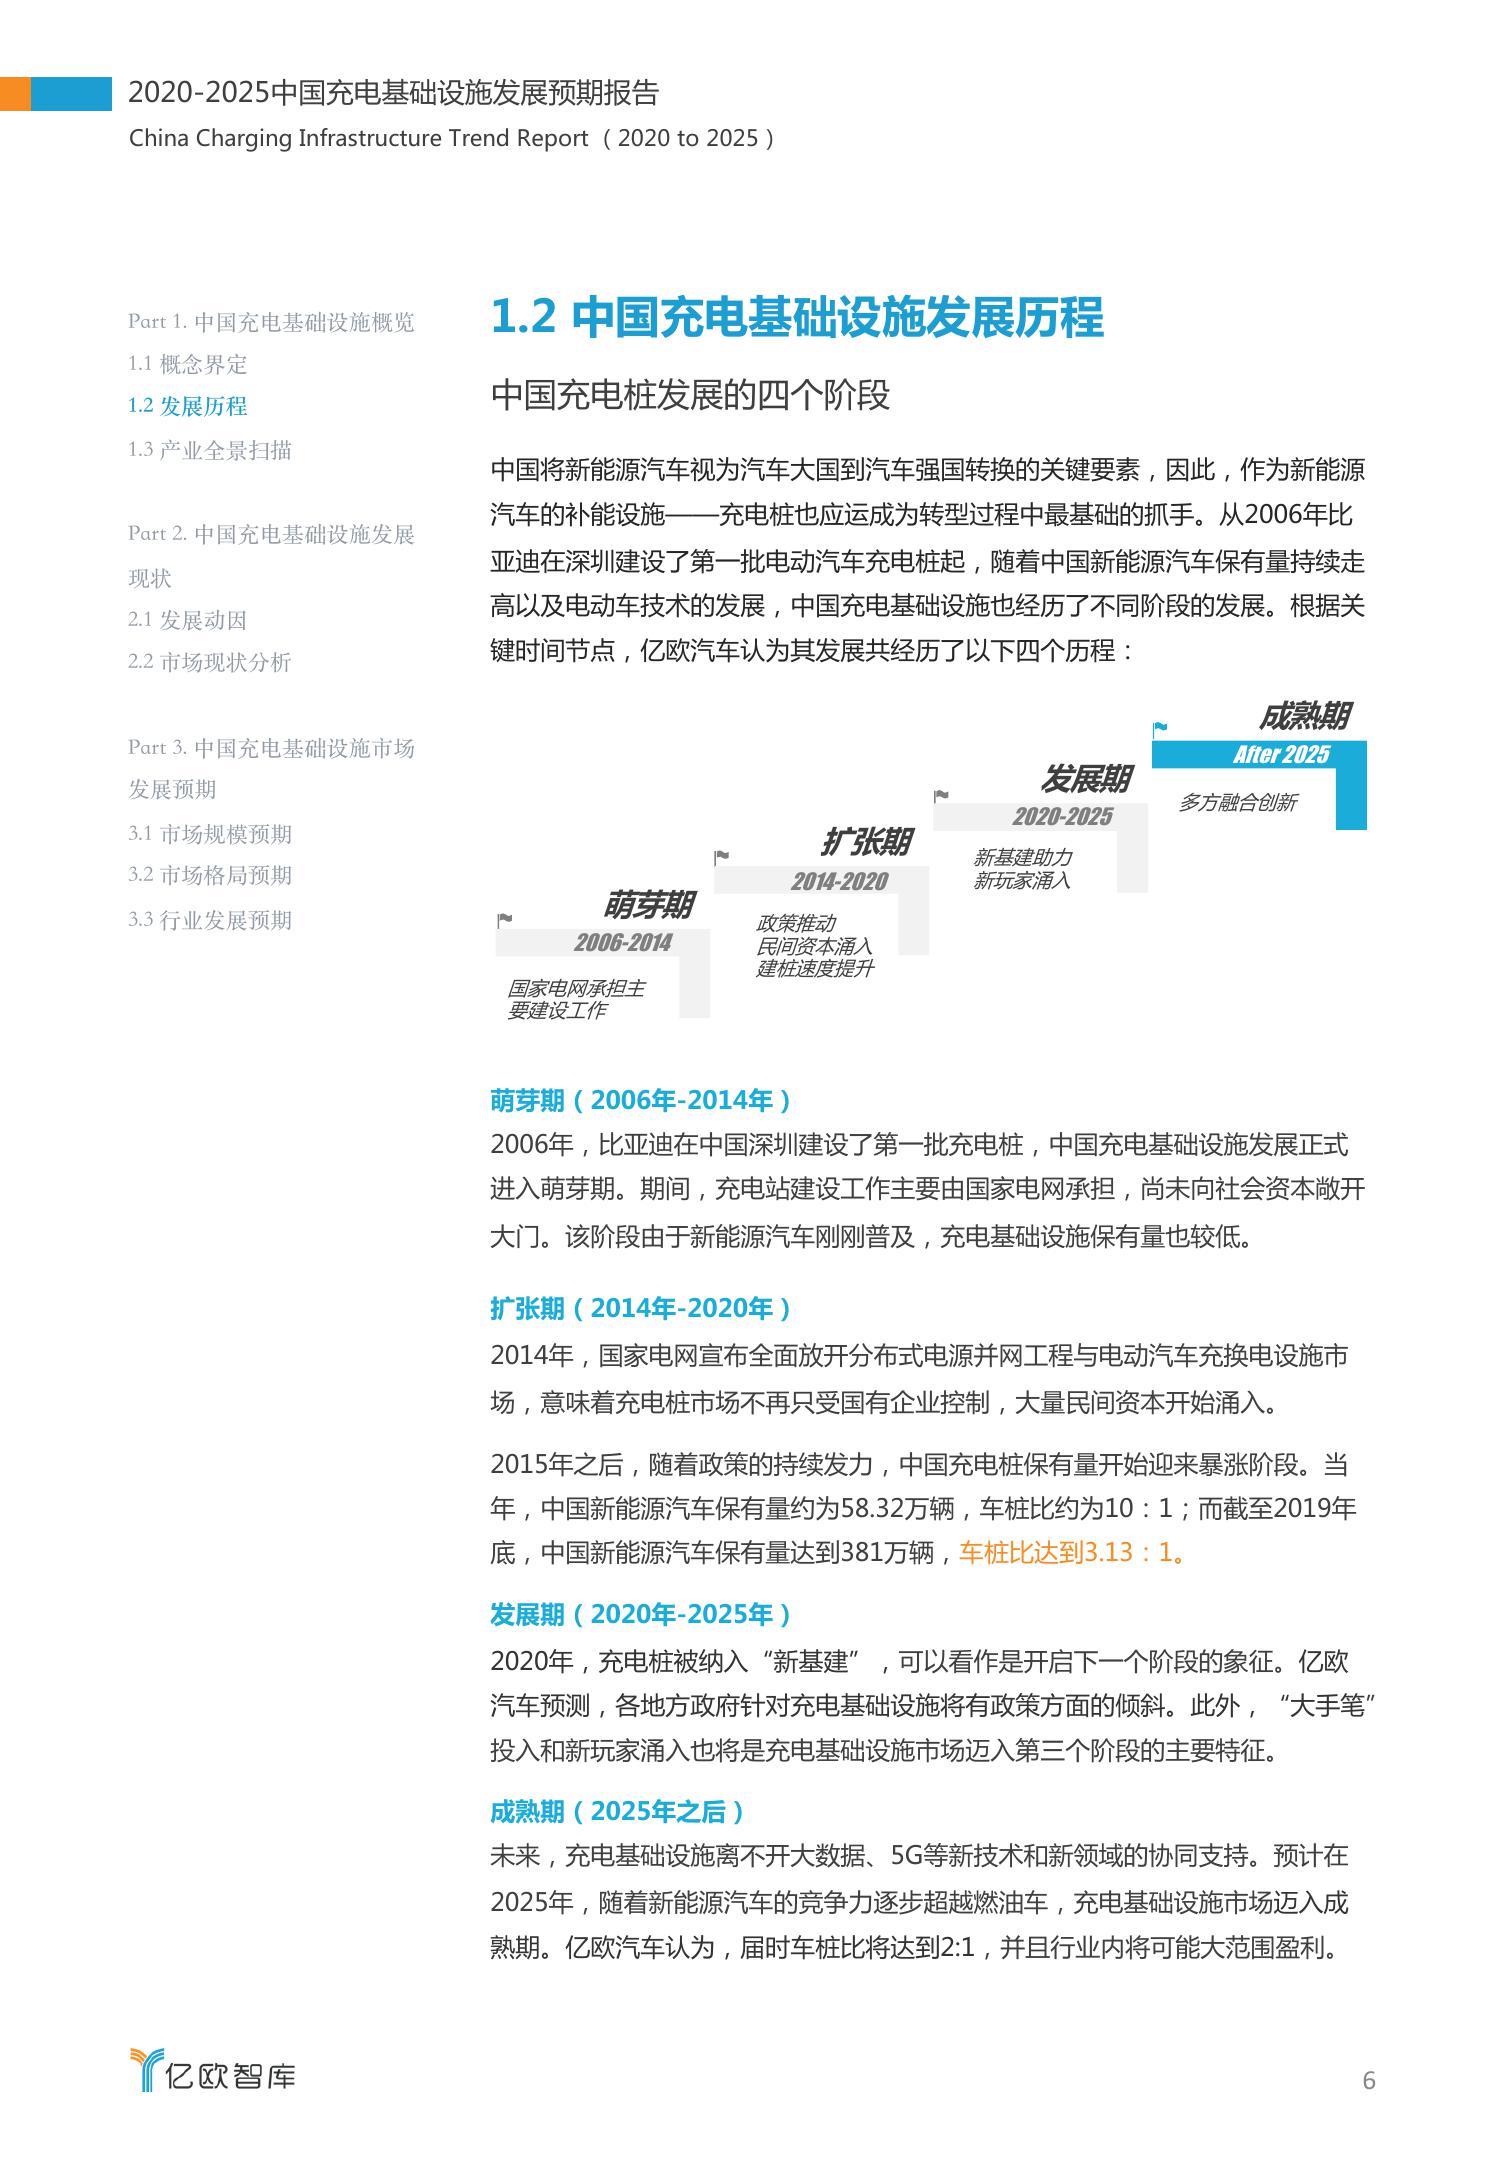 2020-2025中国充电基础设施发展预期报告
China Charging Infrastructure Trend Report（2020 to 2025）
Part 1. 中国充电基础设施概览
1.1 概念界定
1.2 发展历程
1.3 产业全景扫描
Part 2. 中国充电基础设施发展
现状
2.1 发展动因
2.2 市场现状分析
Part 3. 中国充电基础设施市场
发展预期
3.1 市场规模预期
3.2 市场格局预期
3.3 行业发展预期
1.2 中国充电基础设施发展历程
中国充电桩发展的四个阶段
中国将新能源汽车视为汽车大国到汽车强国转换的关键要素，因此，作为新能源
汽车的补能设施——充电桩也应运成为转型过程中最基础的抓手。从2006年比
亚迪在深圳建设了第一批电动汽车充电桩起，随着中国新能源汽车保有量持续走
高以及电动车技术的发展，中国充电基础设施也经历了不同阶段的发展。根据关
键时间节点，亿欧汽车认为其发展共经历了以下四个历程：
萌芽期
2006-2014
国家电网承担主
要建设工作
扩张期
2014-2020
政策推动
民间资本涌入
建桩速度提升
发展期
2020-2025
新基建助力
新玩家涌入
成熟期
After 2025
多方融合创新
萌芽期（2006年-2014年）
2006年，比亚迪在中国深圳建设了第一批充电桩，中国充电基础设施发展正式
进入萌芽期。期间，充电站建设工作主要由国家电网承担，尚未向社会资本敞开
大门。该阶段由于新能源汽车刚刚普及，充电基础设施保有量也较低。
扩张期（2014年-2020年）
2014年，国家电网宣布全面放开分布式电源并网工程与电动汽车充换电设施市
场，意味着充电桩市场不再只受国有企业控制，大量民间资本开始涌入。
2015年之后，随着政策的持续发力，中国充电桩保有量开始迎来暴涨阶段。当
年，中国新能源汽车保有量约为58.32万辆，车桩比约为10：1；而截至2019年
底，中国新能源汽车保有量达到381万辆，车桩比达到3.13：1。
发展期（2020年-2025年）
2020年，充电桩被纳入“新基建”，可以看作是开启下一个阶段的象征。亿欧
汽车预测，各地方政府针对充电基础设施将有政策方面的倾斜。此外，“大手笔”
投入和新玩家涌入也将是充电基础设施市场迈入第三个阶段的主要特征。
成熟期（2025年之后）
未来，充电基础设施离不开大数据、5G等新技术和新领域的协同支持。预计在
2025年，随着新能源汽车的竞争力逐步超越燃油车，充电基础设施市场迈入成
熟期。亿欧汽车认为，届时车桩比将达到2:1，并且行业内将可能大范围盈利。
亿欧智库
6